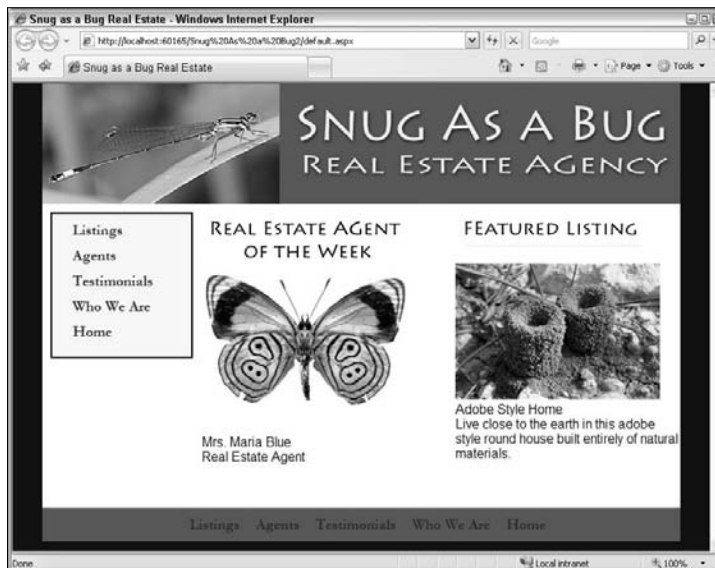 Snug as a Bug Real Estate - Windows Internet Explorer
http://localhost:60165/Snug%20As%20a%20Bug2/default.aspx
Google
Snug as a Bug Real Estate
Page
Tools
Snug As a Bug
Real Estate Agency
Listings
Agents
Testimonials
Who We Are
Home
Real Estate AGent
of the Week
Mrs. Maria Blue
Real Estate Agent
FEatured Listing
Adobe Style Home
Live close to the earth in this adobe
style round house built entirely of natural
materials.
Listings Agents Testimonials Who We Are Home
Done
Local intranet
100%